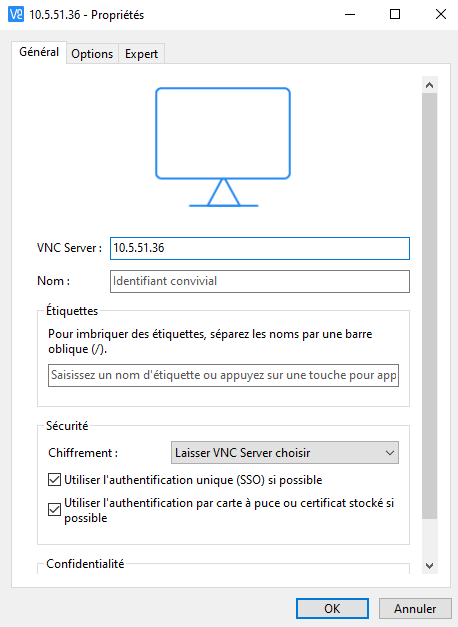 10.5.51.36 - Propriétés
Général
Options
Expert
VNC Server :
10.5.51.36
Nom :
Identifiant convivial
Étiquettes
Pour imbriquer des étiquettes, séparez les noms par une barre
oblique (/).
Saisissez un nom d'étiquette ou appuyez sur une touche pour app
Sécurité
Chiffrement :
Laisser VNC Server choisir
Utiliser l'authentification unique (SSO) si possible
Utiliser l'authentification par carte à puce ou certificat stocké si
possible
Confidentialité
OK
Annuler